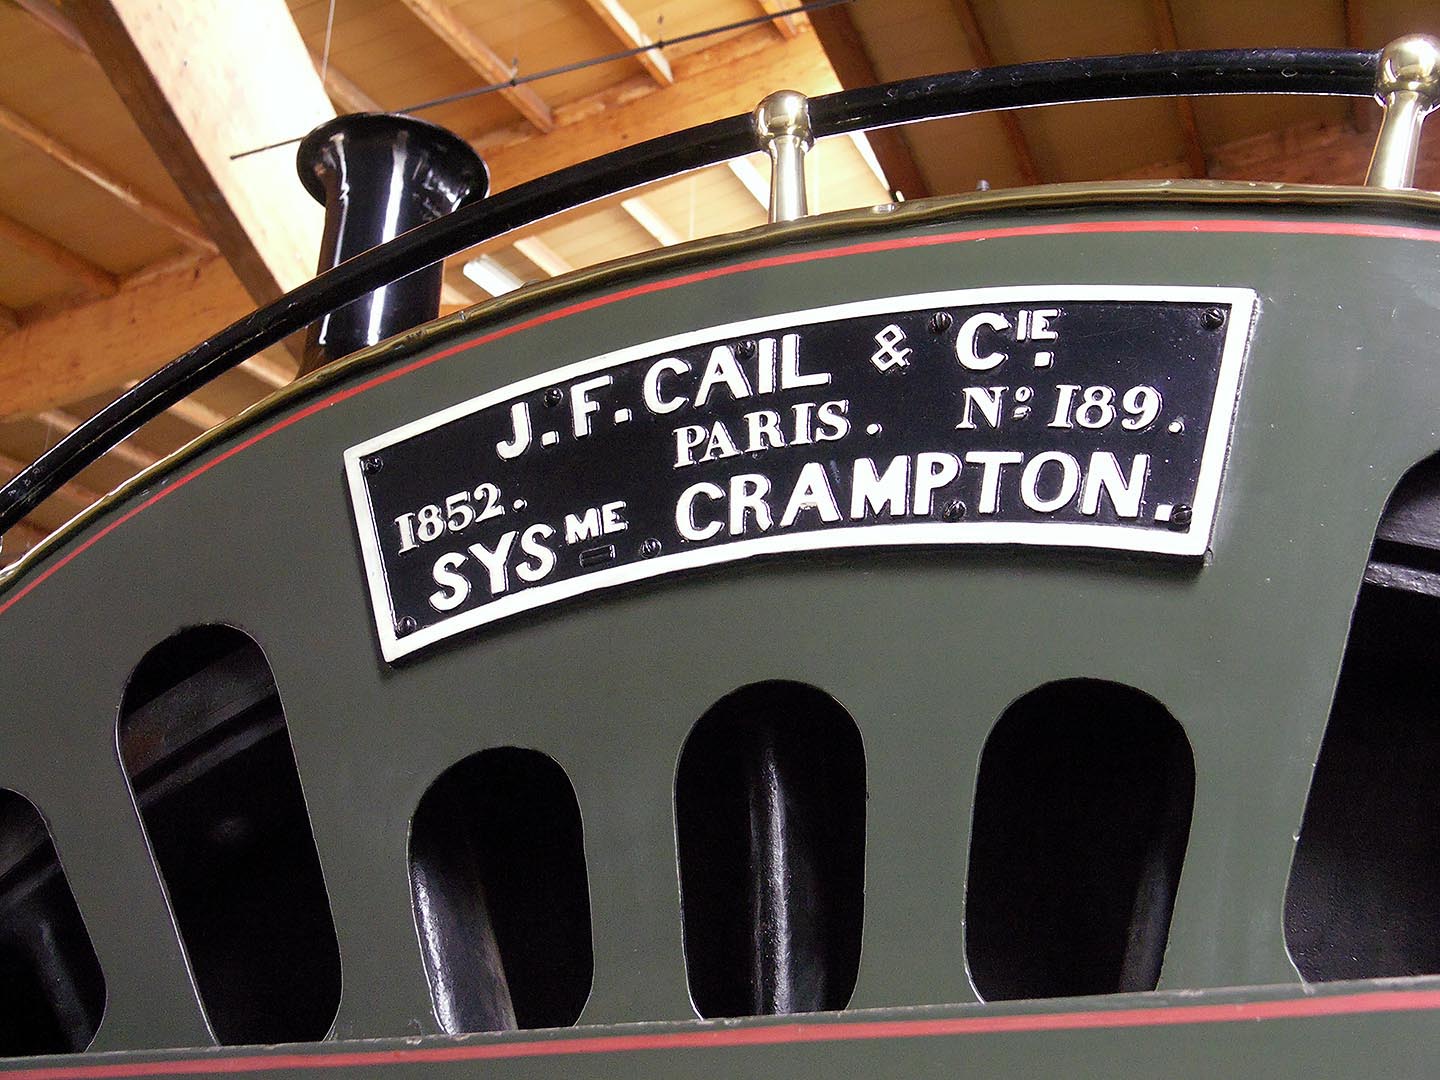 J.F. CAIL & CIE.
PARIS. No: 189.
1852.
SYSME CRAMPTON.